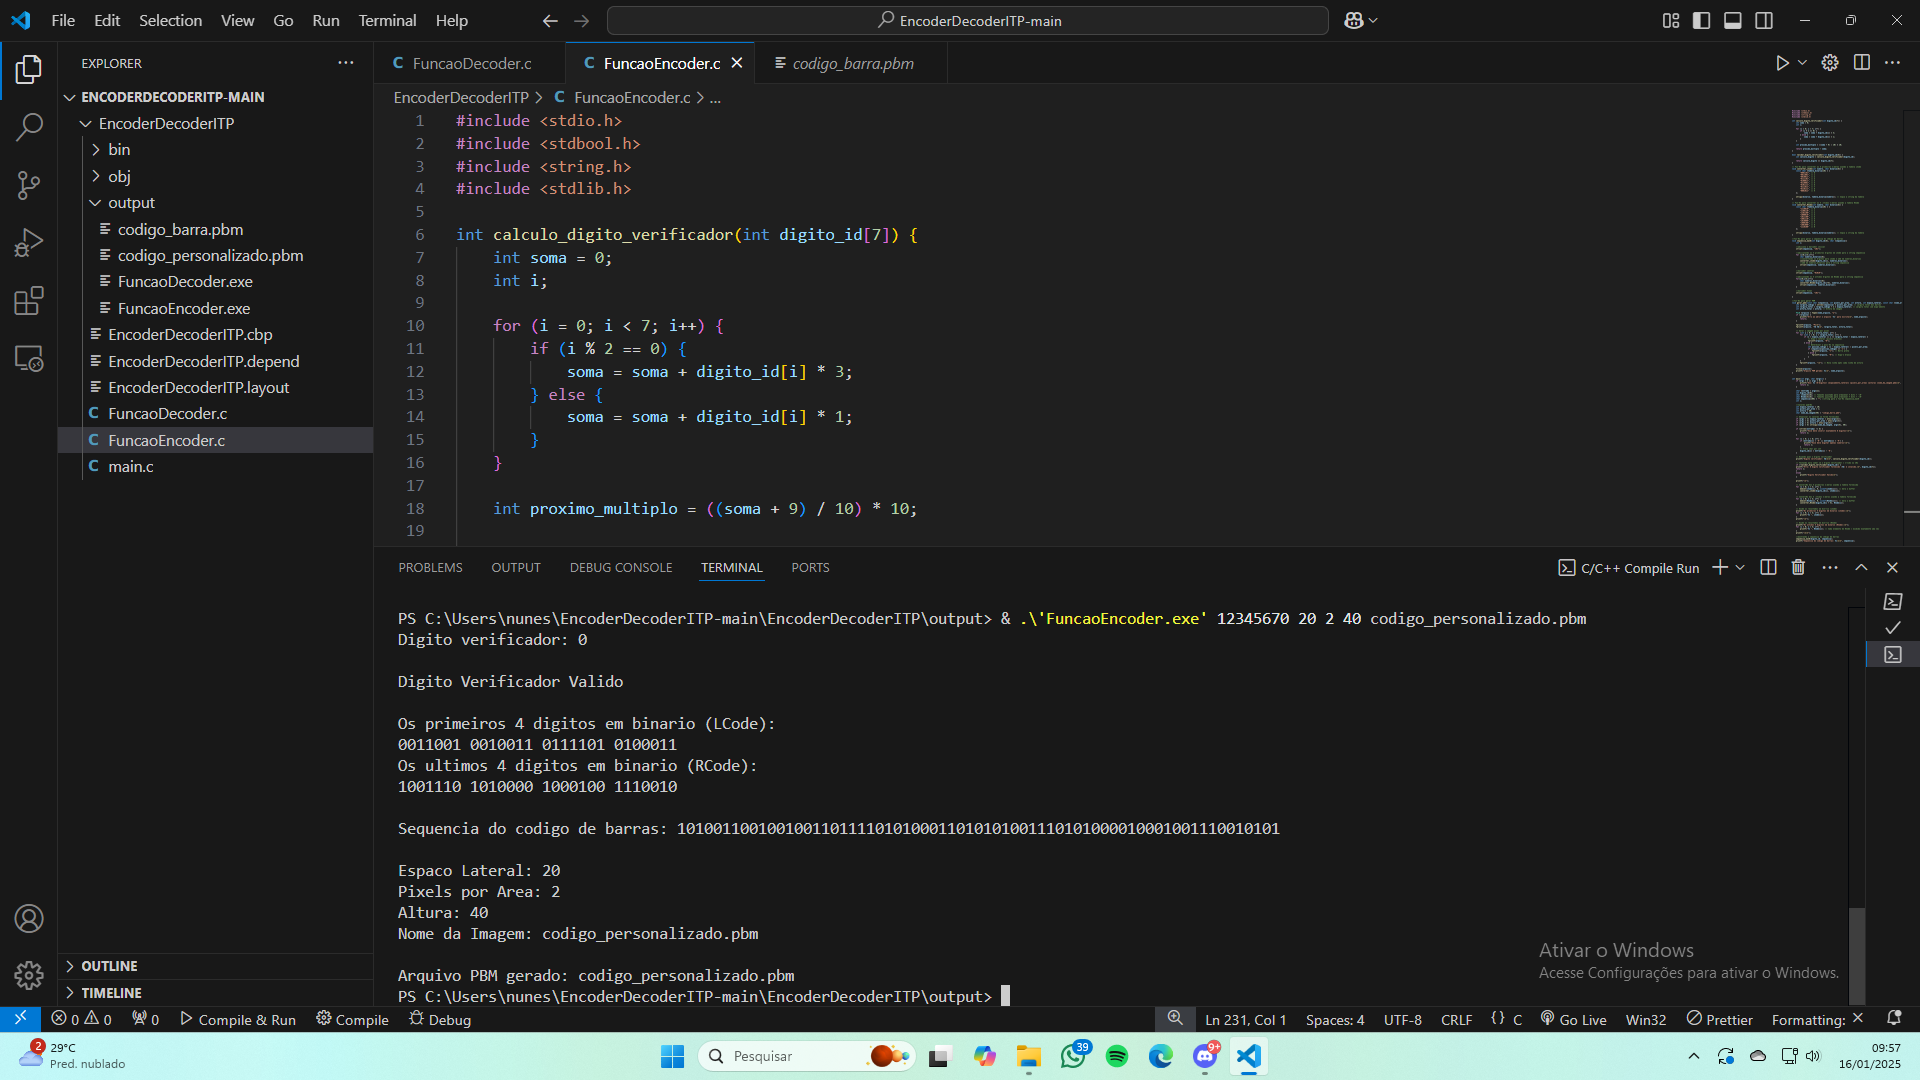 File Edit Selection View Go Run Terminal Help
EncoderDecoderITP-main
EXPLORER
ENCODERDECODERITP-MAIN
EncoderDecoderITP
bin
obj
output
codigo_barra.pbm
codigo_personalizado.pbm
FuncaoDecoder.exe
FuncaoEncoder.exe
EncoderDecoderITP.cbp
EncoderDecoderITP.depend
EncoderDecoderITP.layout
FuncaoDecoder.c
FuncaoEncoder.c
main.c
OUTLINE
TIMELINE
FuncaoDecoder.c FuncaoEncoder.c codigo_barra.pbm
EncoderDecoderITP > C FuncaoEncoder.c > ...
1 #include <stdio.h>
2 #include <stdbool.h>
3 #include <string.h>
4 #include <stdlib.h>
5
6 int calculo_digito_verificador(int digito_id[7]) {
7 int soma = 0;
8 int i;
9
10 for (i = 0; i < 7; i++) {
11 if (i % 2 == 0) {
12 soma = soma + digito_id[i] * 3;
13 } else {
14 soma = soma + digito_id[i] * 1;
15 }
16 }
17
18 int proximo_multiplo = ((soma + 9) / 10) * 10;
19
PROBLEMS OUTPUT DEBUG CONSOLE TERMINAL PORTS
C/C++ Compile Run
PS C:\Users\nunes\EncoderDecoderITP-main\EncoderDecoderITP\output> & .\'FuncaoEncoder.exe' 12345670 20 2 40 codigo_personalizado.pbm
Digito verificador: 0
Digito Verificador Valido
Os primeiros 4 digitos em binario (LCode):
0011001 0010011 0111101 0100011
Os ultimos 4 digitos em binario (RCode):
1001110 1010000 1000100 1110010
Sequencia do codigo de barras: 1010011001001001101111010100011010101001110101000010001001110010101
Espaco Lateral: 20
Pixels por Area: 2
Altura: 40
Nome da Imagem: codigo_personalizado.pbm
Arquivo PBM gerado: codigo_personalizado.pbm
PS C:\Users\nunes\EncoderDecoderITP-main\EncoderDecoderITP\output>
Ativar o Windows
Acesse Configurações para ativar o Windows.
0 0 0 Compile & Run Compile Debug
Ln 231, Col 1 Spaces: 4 UTF-8 CRLF {} C Go Live Win32 Prettier Formatting: ×
2
29°C
Pred. nublado
Pesquisar
39
9+
09:57
16/01/2025